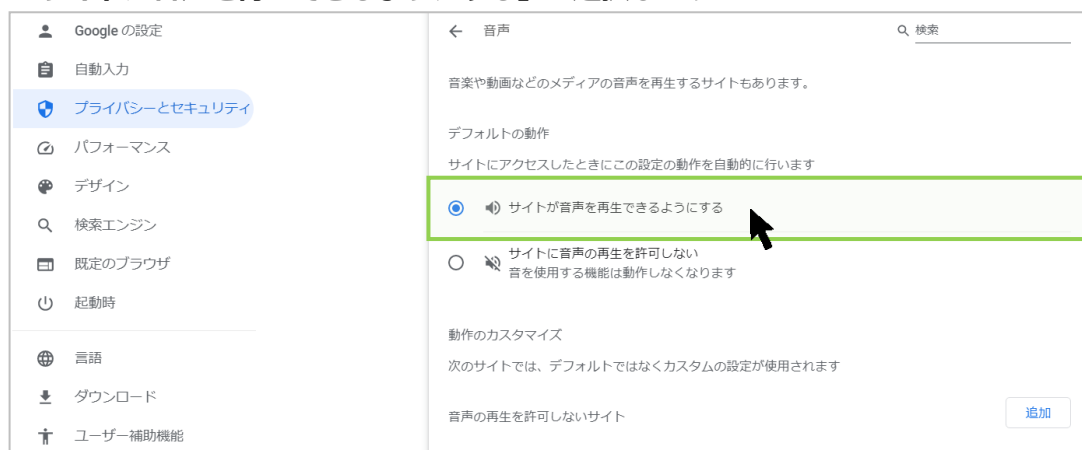 Google の設定
自動入力
プライバシーとセキュリティ
パフォーマンス
デザイン
検索エンジン
既定のブラウザ
起動時
言語
ダウンロード
ユーザー補助機能
音声
検索
音楽や動画などのメディアの音声を再生するサイトもあります。
デフォルトの動作
サイトにアクセスしたときにこの設定の動作を自動的に行います
サイトが音声を再生できるようにする
サイトに音声の再生を許可しない
音を使用する機能は動作しなくなります
動作のカスタマイズ
次のサイトでは、デフォルトではなくカスタムの設定が使用されます
音声の再生を許可しないサイト
追加